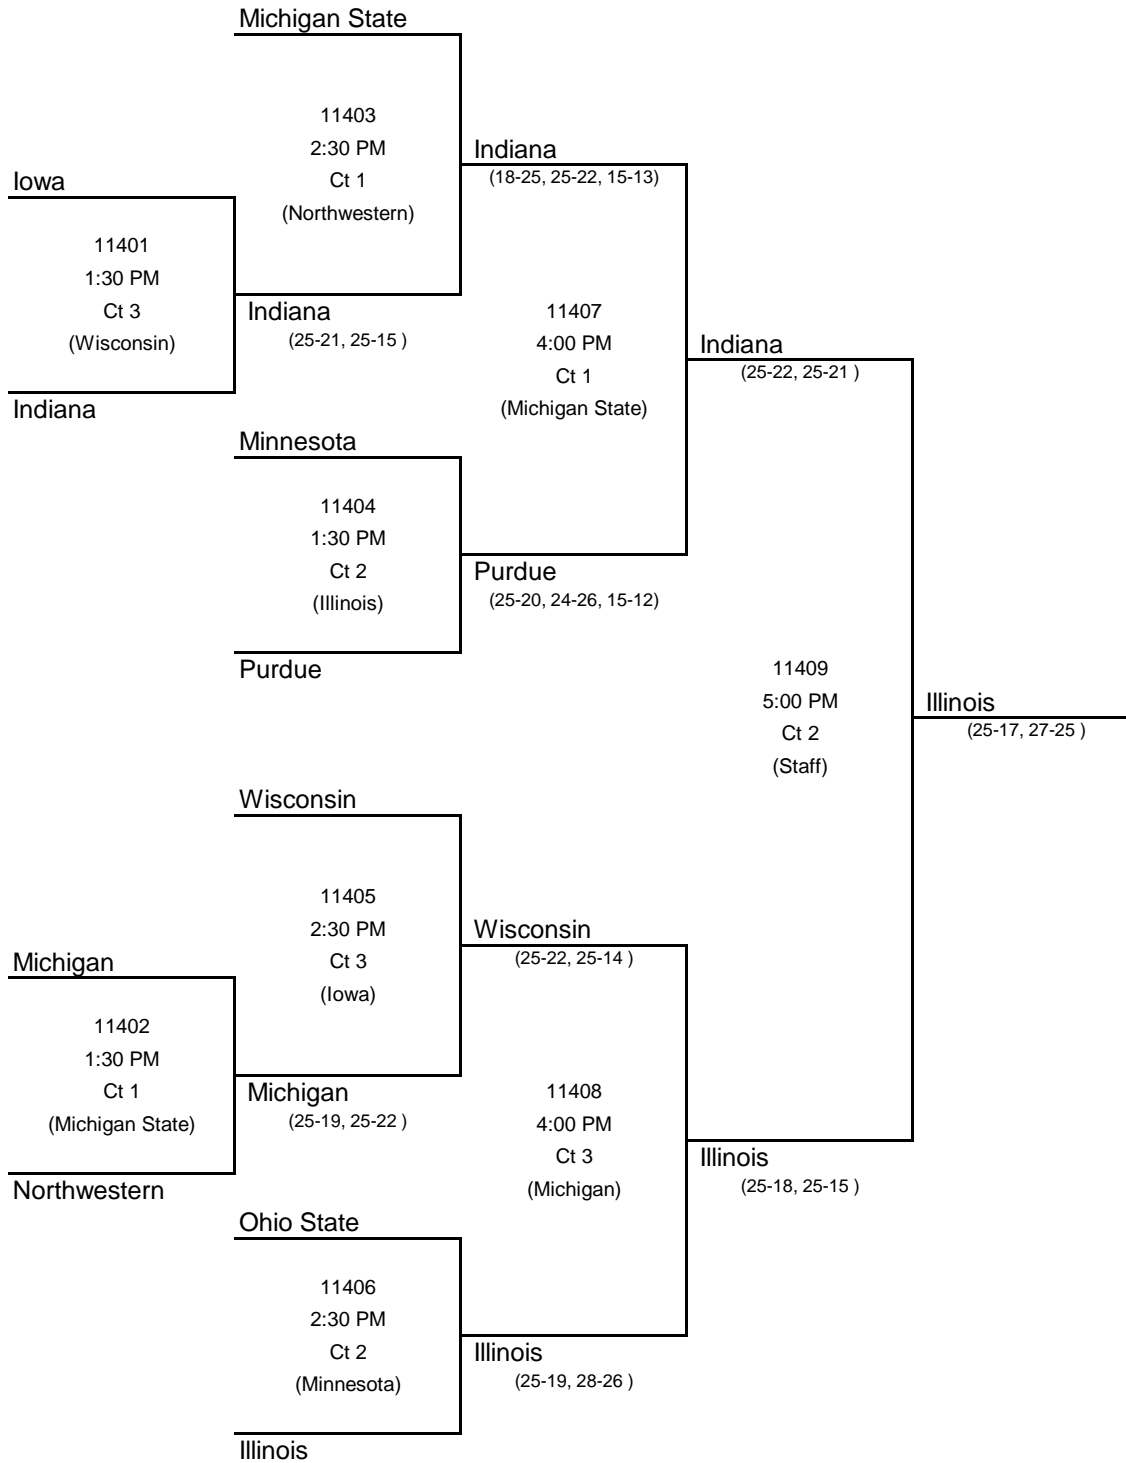 Michigan State
11403
2:30 PM
Ct 1
(Northwestern)
Indiana
(18-25, 25-22, 15-13)
Iowa
11401
1:30 PM
Ct 3
(Wisconsin)
Indiana
(25-21, 25-15 )
Indiana
11407
4:00 PM
Ct 1
(Michigan State)
Indiana
(25-22, 25-21 )
Minnesota
11404
1:30 PM
Ct 2
(Illinois)
Purdue
(25-20, 24-26, 15-12)
Purdue
11409
5:00 PM
Ct 2
(Staff)
Illinois
(25-17, 27-25 )
Wisconsin
11405
2:30 PM
Ct 3
(Iowa)
Wisconsin
(25-22, 25-14 )
Michigan
11402
1:30 PM
Ct 1
(Michigan State)
Michigan
(25-19, 25-22 )
Northwestern
11408
4:00 PM
Ct 3
(Michigan)
Illinois
(25-18, 25-15 )
Ohio State
11406
2:30 PM
Ct 2
(Minnesota)
Illinois
(25-19, 28-26 )
Illinois